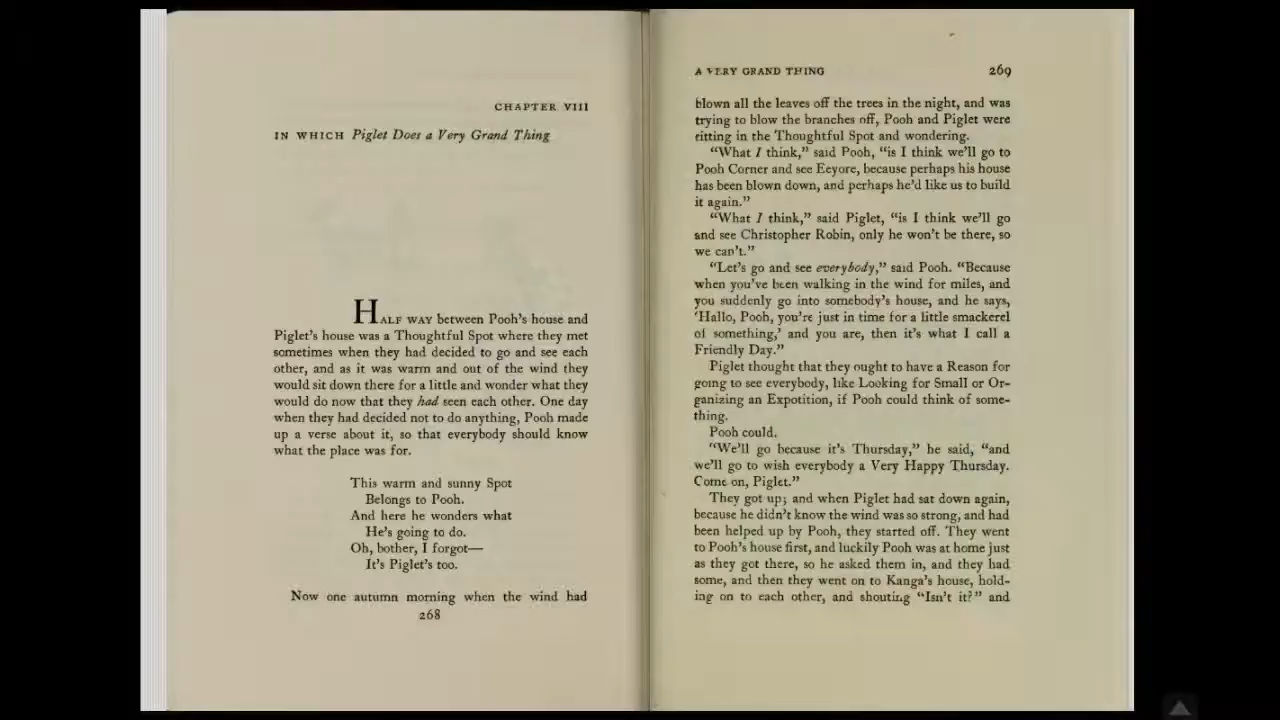 CHAPTER VIII
IN WHICH Piglet Does a Very Grand Thing
HALF WAY between Pooh's house and
Piglet's house was a Thoughtful Spot where they met
sometimes when they had decided to go and see each
other, and as it was warm and out of the wind they
would sit down there for a little and wonder what they
would do now that they had seen each other. One day
when they had decided not to do anything, Pooh made
up a verse about it, so that everybody should know
what the place was for.
This warm and sunny Spot
Belongs to Pooh.
And here he wonders what
He's going to do.
Oh, bother, I forgot—
It's Piglet's too.
Now one autumn morning when the wind had
268
A VERY GRAND THING 269
blown all the leaves off the trees in the night, and was
trying to blow the branches off, Pooh and Piglet were
sitting in the Thoughtful Spot and wondering.
"What I think," said Pooh, "is I think we'll go to
Pooh Corner and see Eeyore, because perhaps his house
has been blown down, and perhaps he'd like us to build
it again."
"What I think," said Piglet, "is I think we'll go
and see Christopher Robin, only he won't be there, so
we can't."
"Let's go and see everybody," said Pooh. "Because
when you've been walking in the wind for miles, and
you suddenly go into somebody's house, and he says,
'Hallo, Pooh, you're just in time for a little smackerel
of something,' and you are, then it's what I call a
Friendly Day."
Piglet thought that they ought to have a Reason for
going to see everybody, like Looking for Small or Or-
ganizing an Expotition, if Pooh could think of some-
thing.
Pooh could.
"We'll go because it's Thursday," he said, "and
we'll go to wish everybody a Very Happy Thursday.
Come on, Piglet."
They got up; and when Piglet had sat down again,
because he didn't know the wind was so strong, and had
been helped up by Pooh, they started off. They went
to Pooh's house first, and luckily Pooh was at home just
as they got there, so he asked them in, and they had
some, and then they went on to Kanga's house, hold-
ing on to each other, and shouting "Isn't it?" and